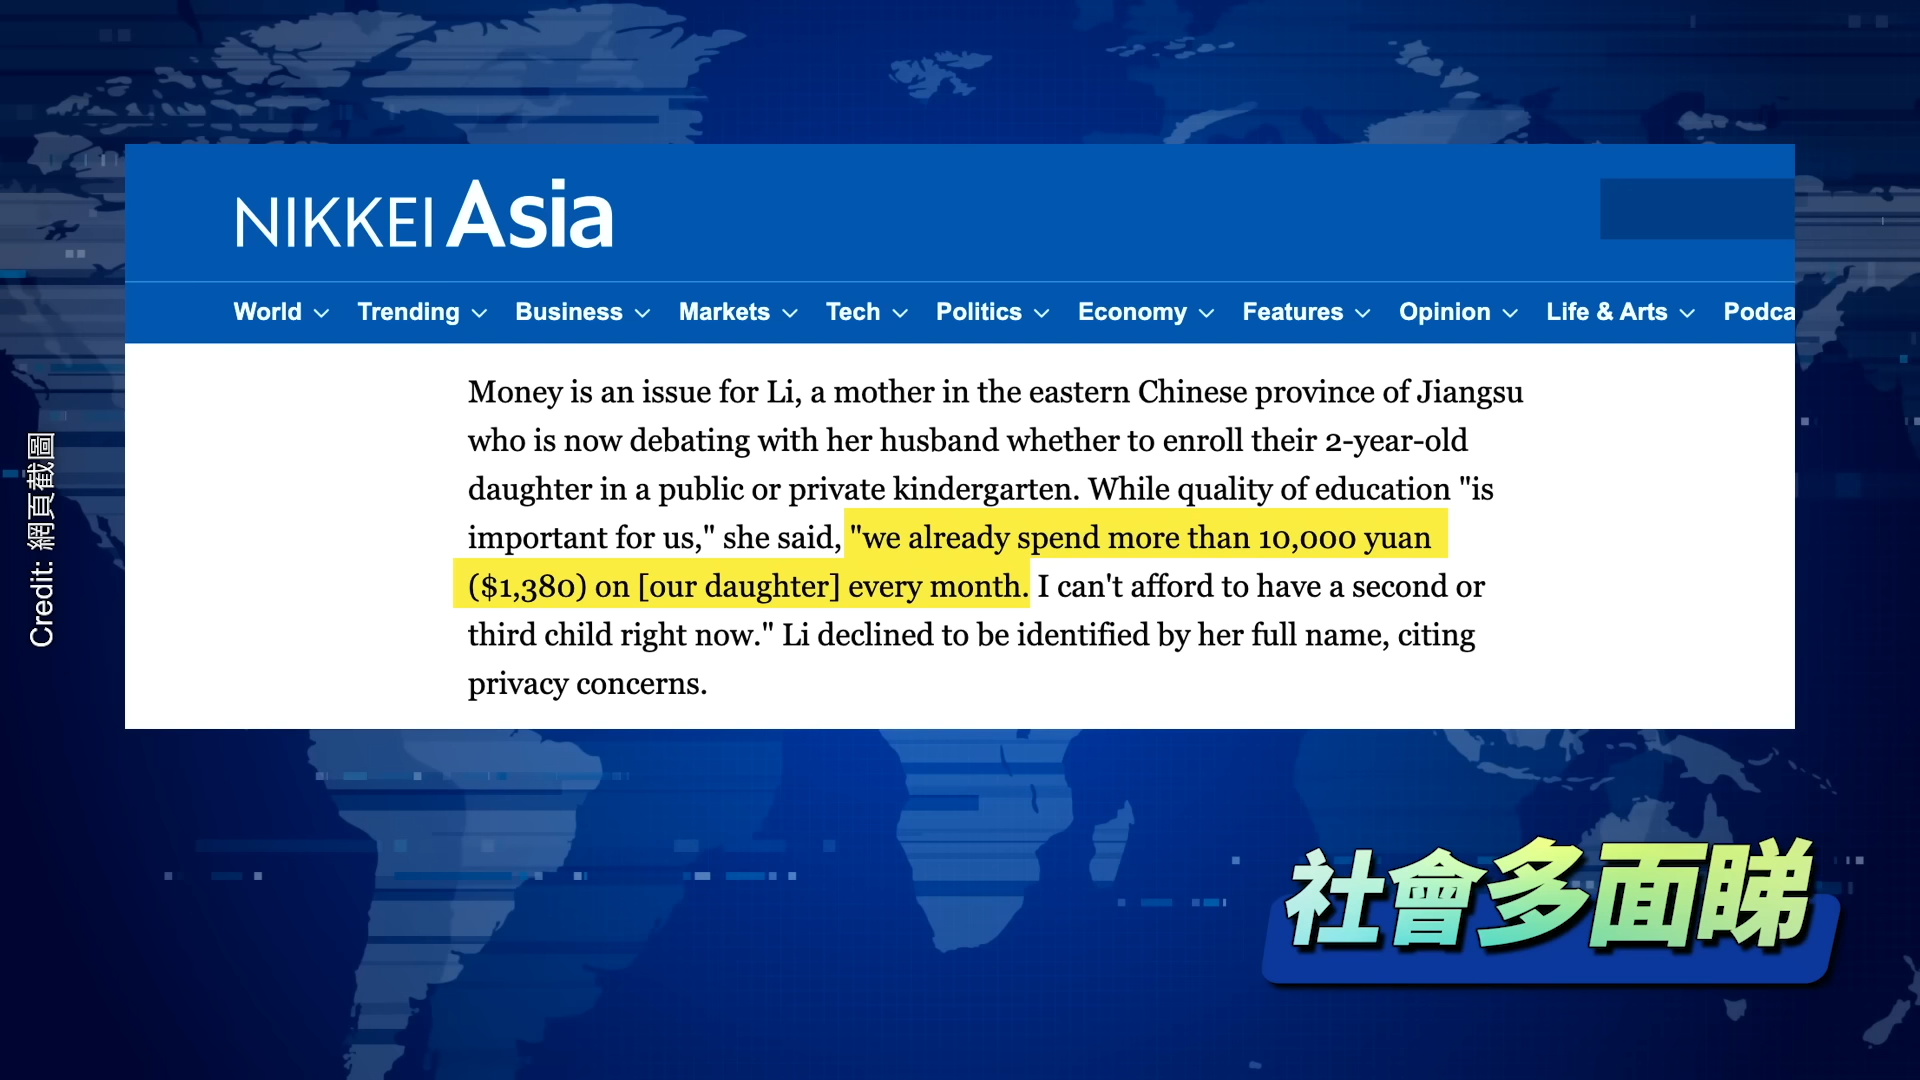 NIKKEI Asia
World Trending Business Markets Tech Politics Economy Features Opinion Life & Arts Podca
Money is an issue for Li, a mother in the eastern Chinese province of Jiangsu
who is now debating with her husband whether to enroll their 2-year-old
daughter in a public or private kindergarten. While quality of education "is
important for us," she said, "we already spend more than 10,000 yuan
($1,380) on [our daughter] every month. I can't afford to have a second or
third child right now." Li declined to be identified by her full name, citing
privacy concerns.
Credit: 網頁截圖
社會多面睇